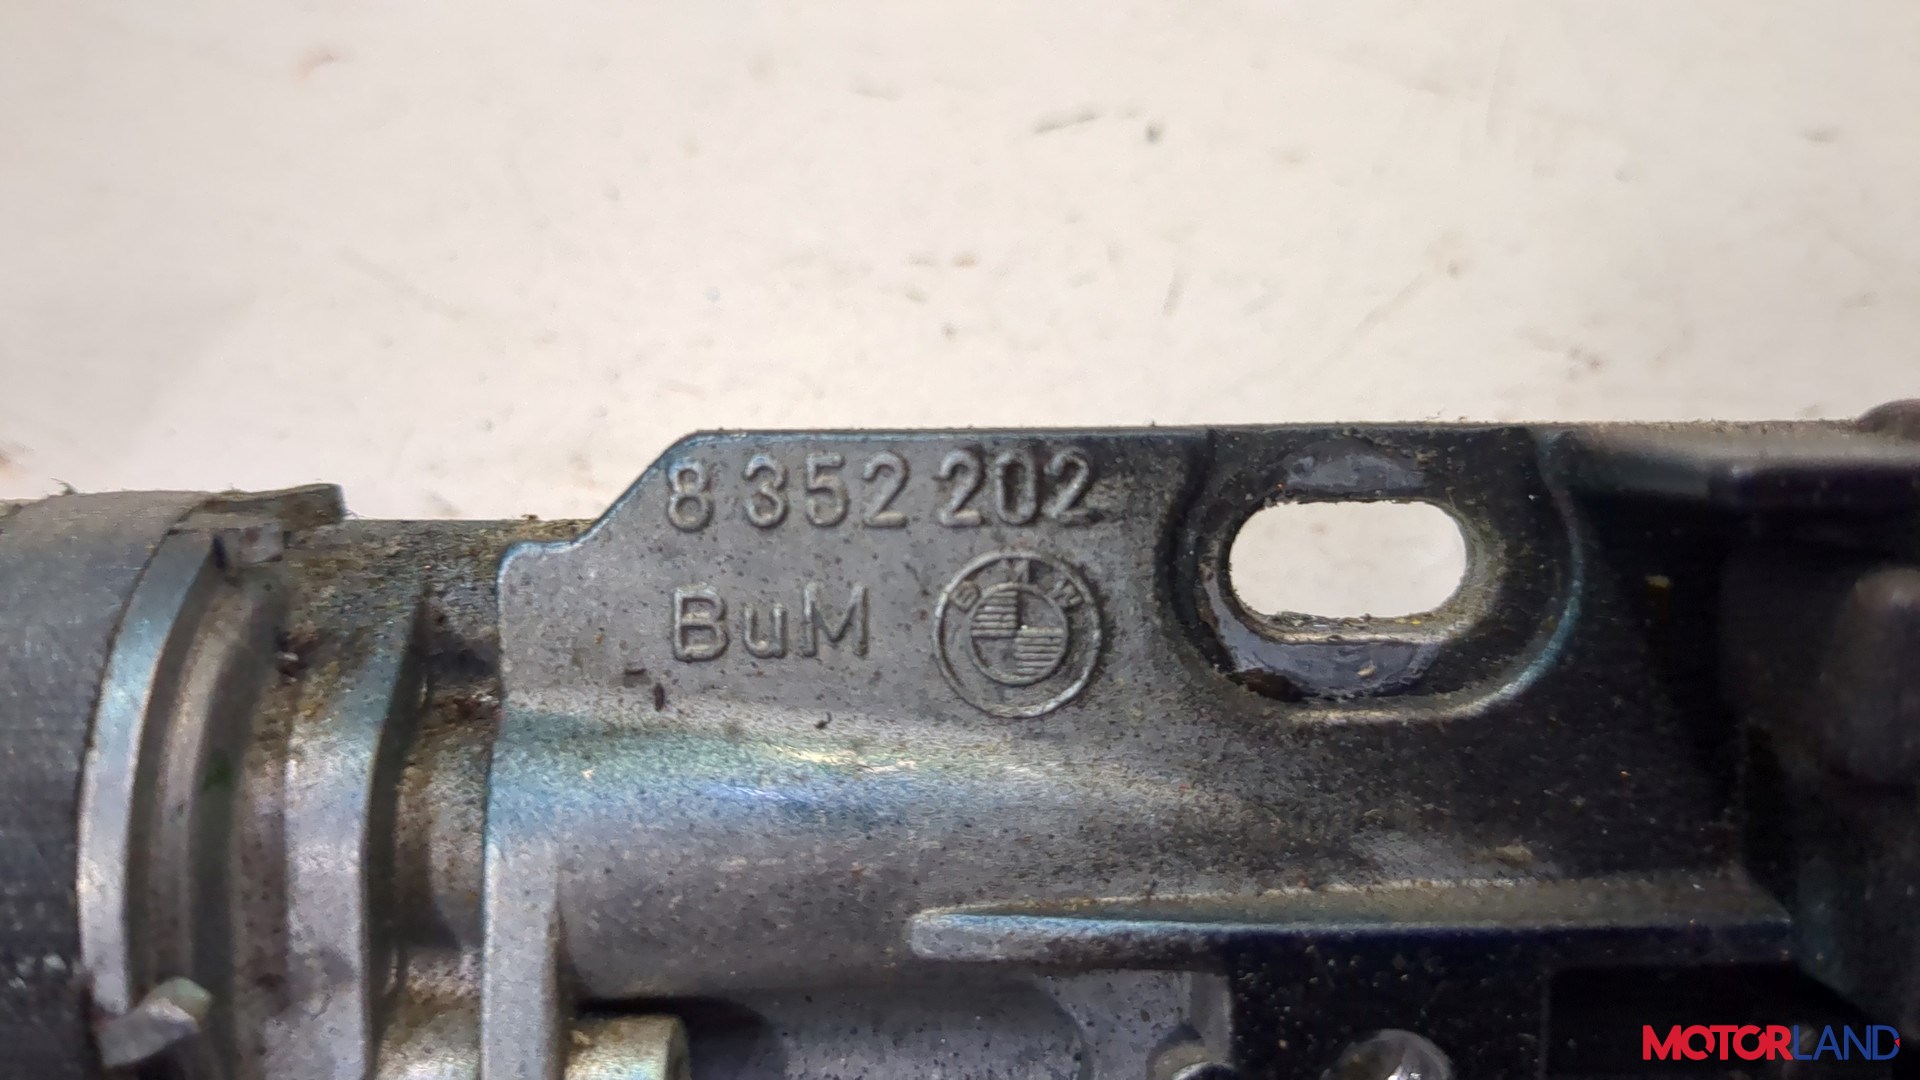 8 352 202
BuM
BMW
MOTORLAND